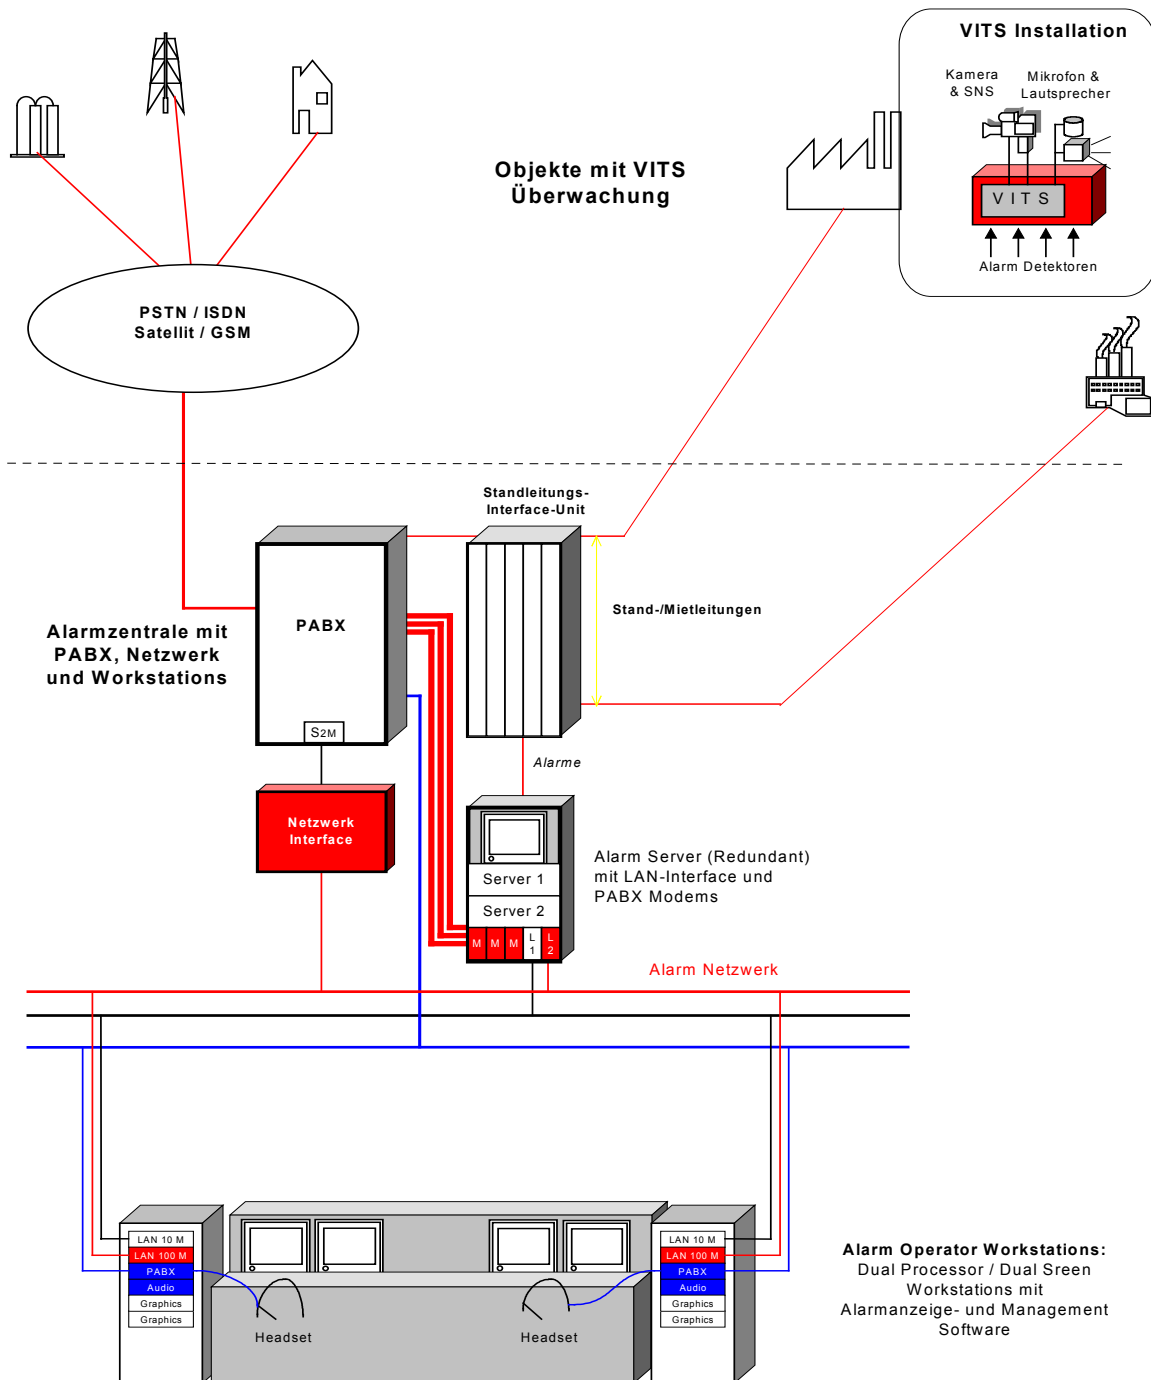 VITS Installation
Kamera
& SNS
Mikrofon &
Lautsprecher
V I T S
Alarm Detektoren
Objekte mit VITS
Überwachung
PSTN / ISDN
Satellit / GSM
Standleitungs-
Interface-Unit
Stand-/Mietleitungen
PABX
S2M
Alarmzentrale mit
PABX, Netzwerk
und Workstations
Alarme
Netzwerk
Interface
Server 1
Server 2
M M M L1 L2
Alarm Server (Redundant)
mit LAN-Interface und
PABX Modems
Alarm Netzwerk
LAN 10 M
LAN 100 M
PABX
Audio
Graphics
Graphics
Headset
Headset
LAN 10 M
LAN 100 M
PABX
Audio
Graphics
Graphics
Alarm Operator Workstations:
Dual Processor / Dual Sreen
Workstations mit
Alarmanzeige- und Management
Software